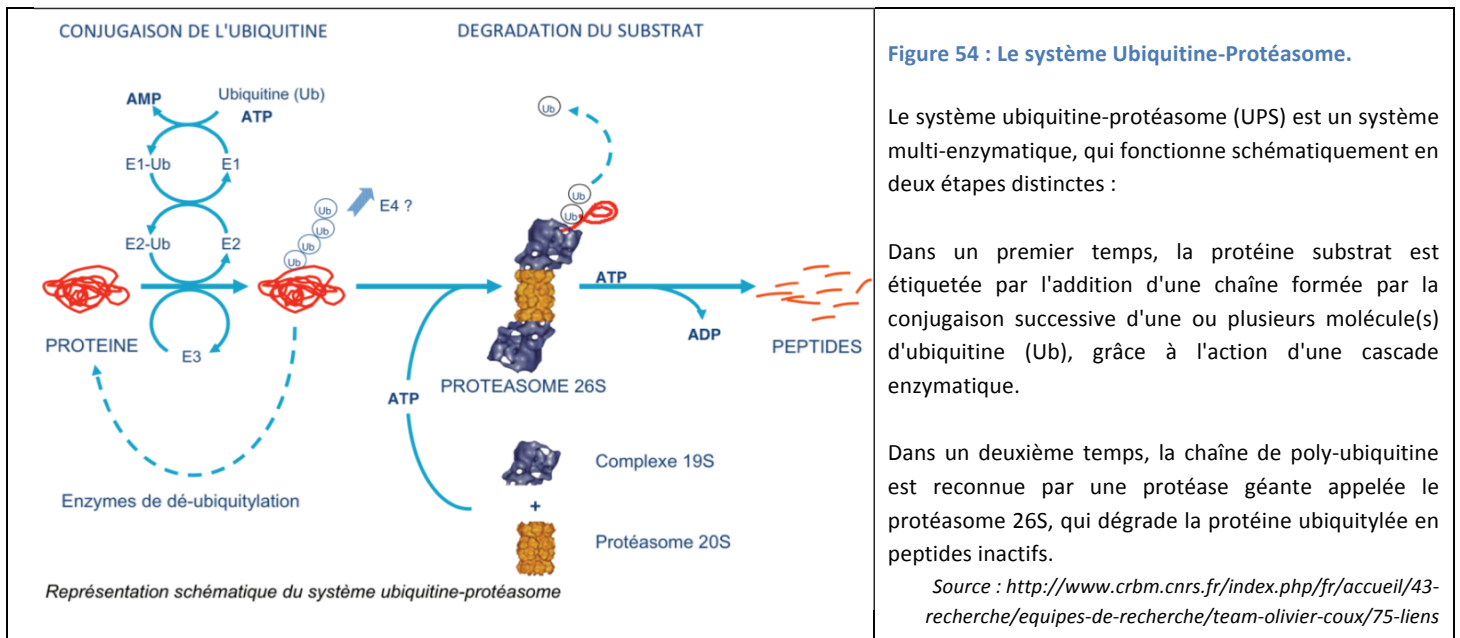 CONJUGAISON DE L'UBIQUITINE
DEGRADATION DU SUBSTRAT
AMP
Ubiquitine (Ub)
ATP
E1-Ub
E1
E2-Ub
E2
Ub
Ub
Ub
Ub
E4 ?
PROTEINE
E3
Enzymes de dé-ubiquitylation
Ub
Ub
Ub
ATP
ADP
PROTEASOME 26S
PEPTIDES
ATP
Complexe 19S
+
Protéasome 20S
Représentation schématique du système ubiquitine-protéasome
Figure 54 : Le système Ubiquitine-Protéasome.
Le système ubiquitine-protéasome (UPS) est un système
multi-enzymatique, qui fonctionne schématiquement en
deux étapes distinctes :
Dans un premier temps, la protéine substrat est
étiquetée par l'addition d'une chaîne formée par la
conjugaison successive d'une ou plusieurs molécule(s)
d'ubiquitine (Ub), grâce à l'action d'une cascade
enzymatique.
Dans un deuxième temps, la chaîne de poly-ubiquitine
est reconnue par une protéase géante appelée le
protéasome 26S, qui dégrade la protéine ubiquitylée en
peptides inactifs.
Source : http://www.crbm.cnrs.fr/index.php/fr/accueil/43-
recherche/equipes-de-recherche/team-olivier-coux/75-liens